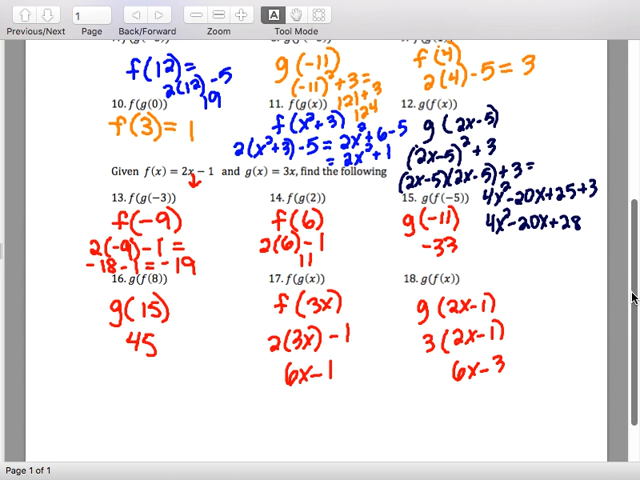 1
Page
Back/Forward
Tool Mode
f(12) =
2(12) - 5
19
g(-11)
(-11)² + 3 =
121 + 3
124
f(4)
2(4) - 5 = 3
10. f(g(0))
f(3) = 1
11. f(g(x))
f(x²+3)
2(x²+3) - 5 = 2x²+6-5
= 2x²+1
12. g(f(x))
g(2x-5)
(2x-5)² + 3
(2x-5)(2x-5)+3 =
4x²-20x+25+3
4x²-20x+28
Given f(x) = 2x − 1 and g(x) = 3x, find the following
13. f(g(−3))
f(-9)
2(-9)-1 =
-18-1 = -19
14. f(g(2))
f(6)
2(6)-1
11
15. g(f(−5))
g(-11)
-33
16. g(f(8))
g(15)
45
17. f(g(x))
f(3x)
2(3x)-1
6x-1
18. g(f(x))
g(2x-1)
3(2x-1)
6x-3
Page 1 of 1